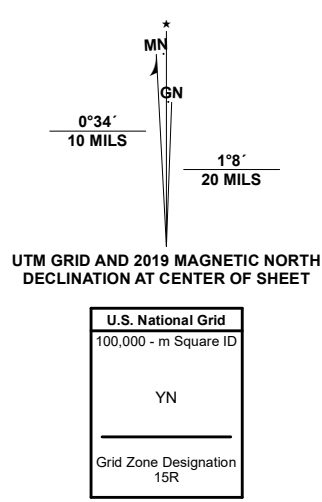 MN
GN
0°34´
10 MILS
1°8´
20 MILS
UTM GRID AND 2019 MAGNETIC NORTH
DECLINATION AT CENTER OF SHEET
U.S. National Grid
100,000 - m Square ID
YN
Grid Zone Designation
15R